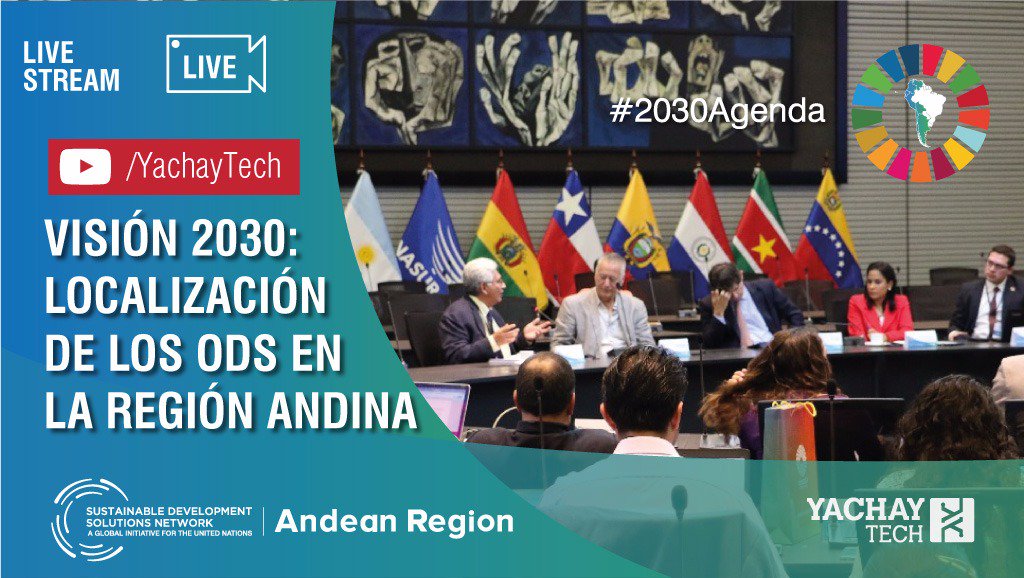 LIVE
STREAM
LIVE
/YachayTech
#2030Agenda
VISIÓN 2030:
LOCALIZACIÓN
DE LOS ODS EN
LA REGIÓN ANDINA
SUSTAINABLE DEVELOPMENT
SOLUTIONS NETWORK
A GLOBAL INITIATIVE FOR THE UNITED NATIONS
Andean Region
YACHAY
TECH